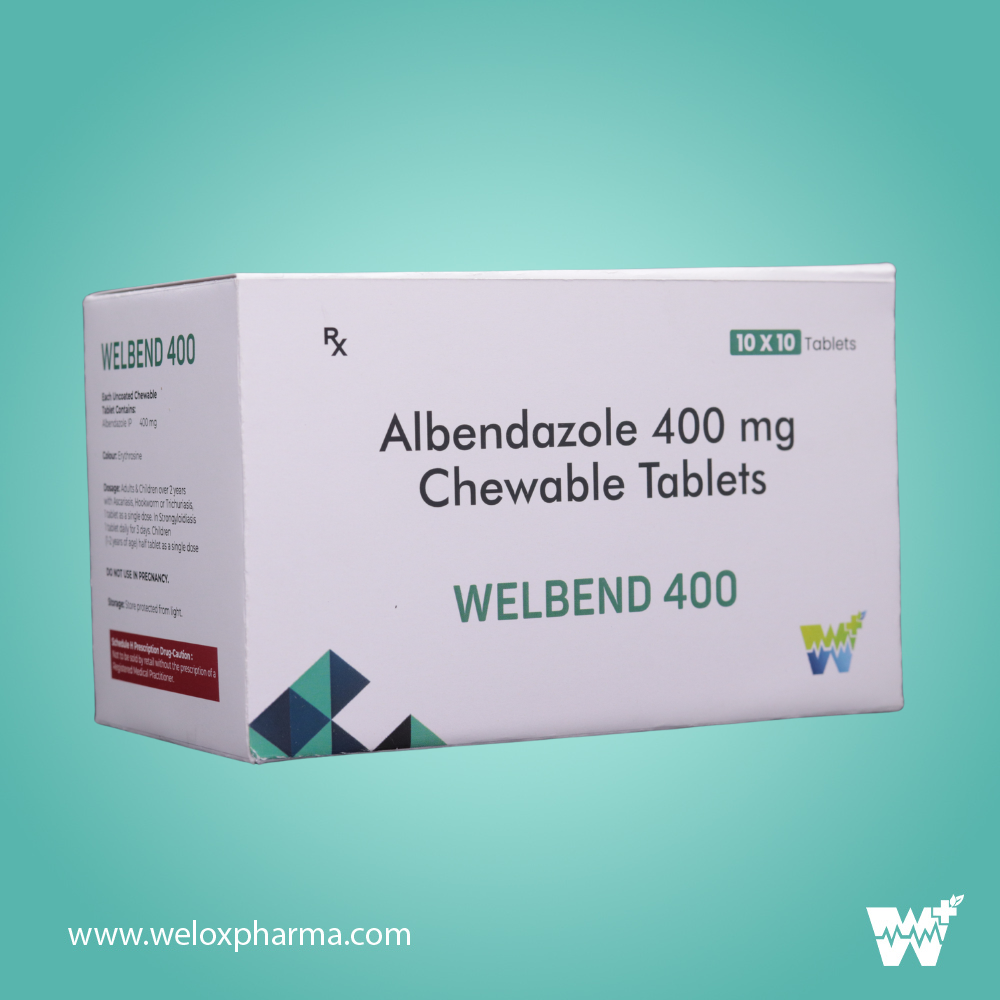 WELBEND 400
Each Uncoated Chewable
Tablet Contains:
Albendazole IP 400 mg
Colour: Erythrosine
Dosage: Adults & Children over 2 years
with Ascariasis, Hookworm or Trichuriasis,
1 tablet as a single dose. In Strongyloidiasis
1 tablet daily for 3 days. Children
(1-2 years of age) half tablet as a single dose
DO NOT USE IN PREGNANCY.
Storage: Store protected from light.
Schedule H Prescription Drug-Caution:
Not to be sold by retail without the prescription of a
Registered Medical Practitioner.
Rx
10 X 10 Tablets
Albendazole 400 mg
Chewable Tablets
WELBEND 400
W
www.weloxpharma.com
W